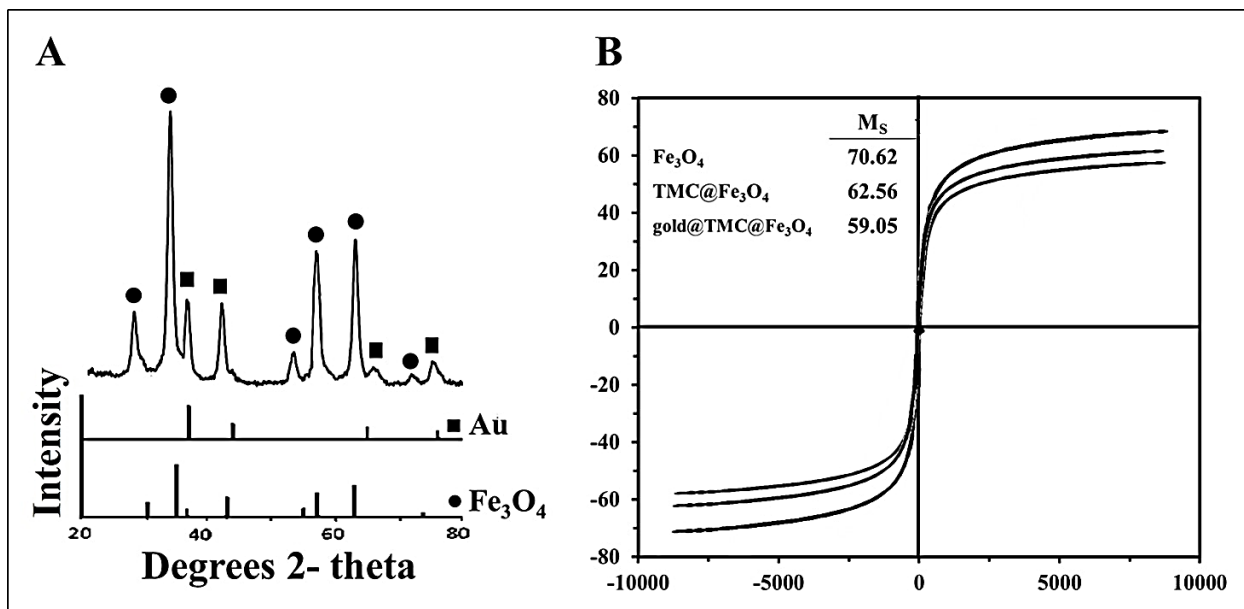 A
Intensity
■ Au
● Fe₃O₄
20 40 60 80
Degrees 2- theta
B
M_S
Fe₃O₄ 70.62
TMC@Fe₃O₄ 62.56
gold@TMC@Fe₃O₄ 59.05
80
60
40
20
0
-20
-40
-60
-80
-10000 -5000 0 5000 10000